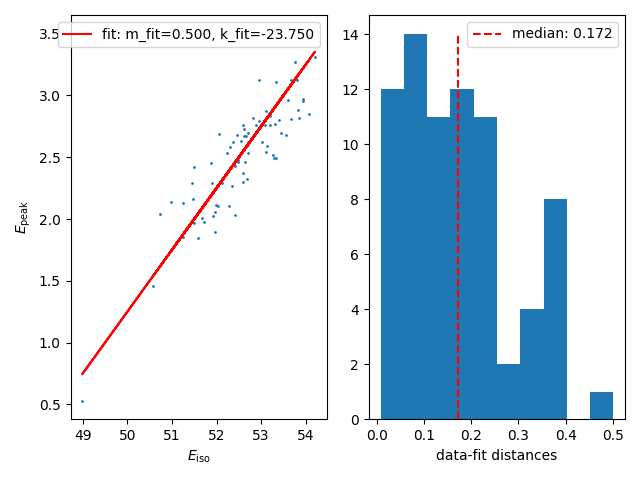 fit: m_fit=0.500, k_fit=-23.750
3.5
3.0
2.5
2.0
1.5
1.0
0.5
E_peak
49 50 51 52 53 54
E_iso
median: 0.172
14
12
10
8
6
4
2
0
0.0 0.1 0.2 0.3 0.4 0.5
data-fit distances